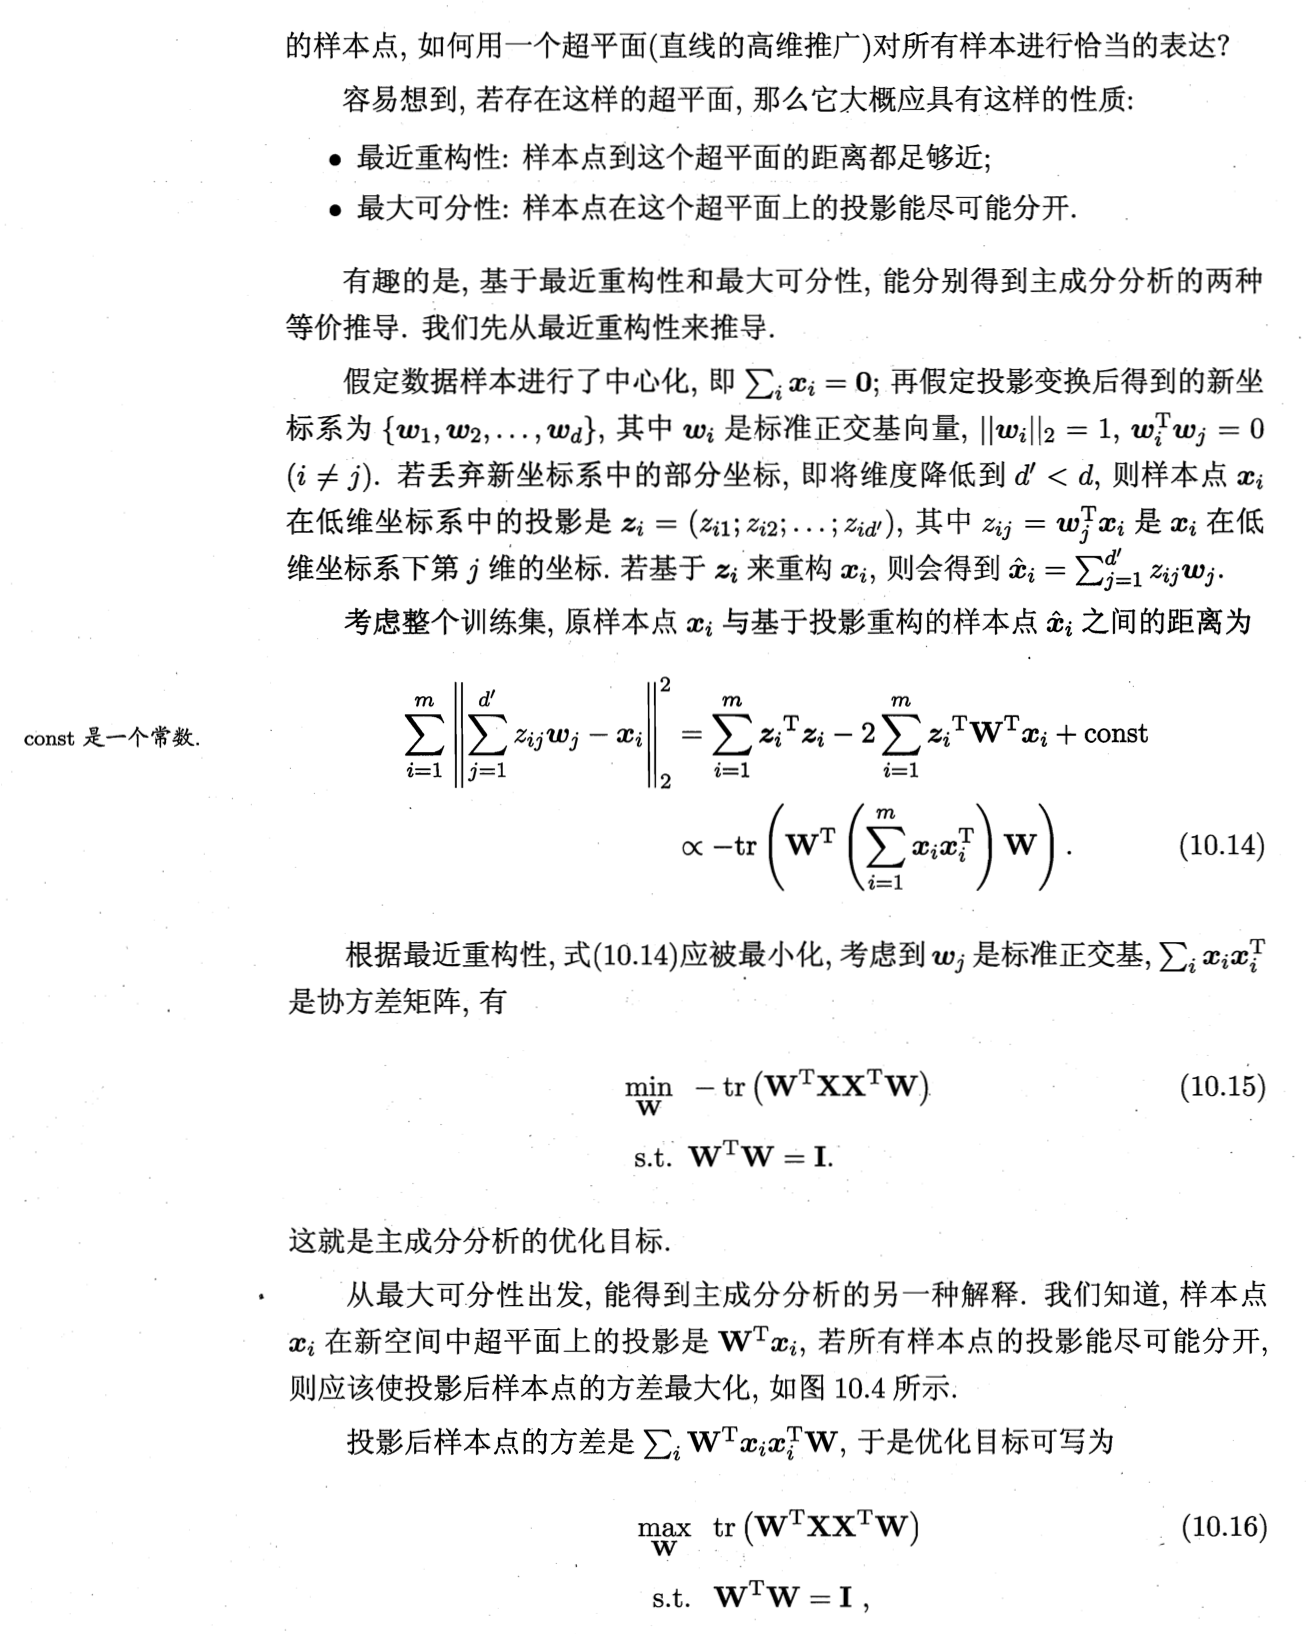 的样本点, 如何用一个超平面(直线的高维推广)对所有样本进行恰当的表达?
容易想到, 若存在这样的超平面, 那么它大概应具有这样的性质:
• 最近重构性: 样本点到这个超平面的距离都足够近;
• 最大可分性: 样本点在这个超平面上的投影能尽可能分开.
有趣的是, 基于最近重构性和最大可分性, 能分别得到主成分分析的两种
等价推导. 我们先从最近重构性来推导.
假定数据样本进行了中心化, 即 $\sum_i \boldsymbol{x}_i = \mathbf{0}$; 再假定投影变换后得到的新坐
标系为 $\{\boldsymbol{w}_1, \boldsymbol{w}_2, \ldots, \boldsymbol{w}_d\}$, 其中 $\boldsymbol{w}_i$ 是标准正交基向量, $||\boldsymbol{w}_i||_2 = 1$, $\boldsymbol{w}_i^{\mathrm{T}}\boldsymbol{w}_j = 0$
$(i \neq j)$. 若丢弃新坐标系中的部分坐标, 即将维度降低到 $d' < d$, 则样本点 $\boldsymbol{x}_i$
在低维坐标系中的投影是 $\boldsymbol{z}_i = (z_{i1}; z_{i2}; \ldots; z_{id'})$, 其中 $z_{ij} = \boldsymbol{w}_j^{\mathrm{T}}\boldsymbol{x}_i$ 是 $\boldsymbol{x}_i$ 在低
维坐标系下第 $j$ 维的坐标. 若基于 $\boldsymbol{z}_i$ 来重构 $\boldsymbol{x}_i$, 则会得到 $\hat{\boldsymbol{x}}_i = \sum_{j=1}^{d'} z_{ij}\boldsymbol{w}_j$.
考虑整个训练集, 原样本点 $\boldsymbol{x}_i$ 与基于投影重构的样本点 $\hat{\boldsymbol{x}}_i$ 之间的距离为
const 是一个常数.
$\sum_{i=1}^{m} \left\| \sum_{j=1}^{d'} z_{ij}\boldsymbol{w}_j - \boldsymbol{x}_i \right\|_2^2 = \sum_{i=1}^{m} \boldsymbol{z}_i^{\mathrm{T}}\boldsymbol{z}_i - 2\sum_{i=1}^{m} \boldsymbol{z}_i^{\mathrm{T}}\mathbf{W}^{\mathrm{T}}\boldsymbol{x}_i + \text{const}$
$\propto -\mathrm{tr}\left(\mathbf{W}^{\mathrm{T}}\left(\sum_{i=1}^{m} \boldsymbol{x}_i\boldsymbol{x}_i^{\mathrm{T}}\right)\mathbf{W}\right).$ (10.14)
根据最近重构性, 式(10.14)应被最小化, 考虑到 $\boldsymbol{w}_j$ 是标准正交基, $\sum_i \boldsymbol{x}_i\boldsymbol{x}_i^{\mathrm{T}}$
是协方差矩阵, 有
$\min_{\mathbf{W}} \ -\mathrm{tr}\left(\mathbf{W}^{\mathrm{T}}\mathbf{X}\mathbf{X}^{\mathrm{T}}\mathbf{W}\right)$ (10.15)
s.t. $\mathbf{W}^{\mathrm{T}}\mathbf{W} = \mathbf{I}.$
这就是主成分分析的优化目标.
从最大可分性出发, 能得到主成分分析的另一种解释. 我们知道, 样本点
$\boldsymbol{x}_i$ 在新空间中超平面上的投影是 $\mathbf{W}^{\mathrm{T}}\boldsymbol{x}_i$, 若所有样本点的投影能尽可能分开,
则应该使投影后样本点的方差最大化, 如图 10.4 所示.
投影后样本点的方差是 $\sum_i \mathbf{W}^{\mathrm{T}}\boldsymbol{x}_i\boldsymbol{x}_i^{\mathrm{T}}\mathbf{W}$, 于是优化目标可写为
$\max_{\mathbf{W}} \ \mathrm{tr}\left(\mathbf{W}^{\mathrm{T}}\mathbf{X}\mathbf{X}^{\mathrm{T}}\mathbf{W}\right)$ (10.16)
s.t. $\mathbf{W}^{\mathrm{T}}\mathbf{W} = \mathbf{I}$ ,